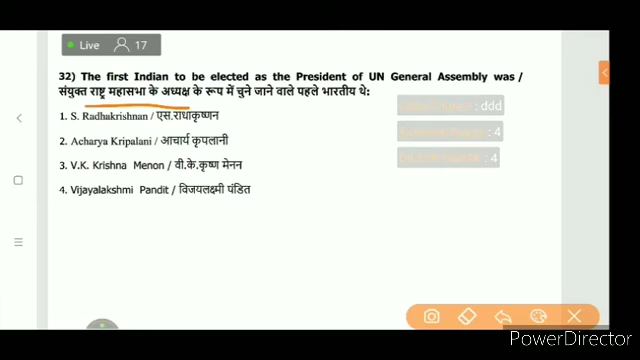 Live 17
32) The first Indian to be elected as the President of UN General Assembly was /
संयुक्त राष्ट्र महासभा के अध्यक्ष के रूप में चुने जाने वाले पहले भारतीय थे:
: ddd
1. S. Radhakrishnan / एस.राधाकृष्णन
: 4
2. Acharya Kripalani / आचार्य कृपलानी
: 4
3. V.K. Krishna Menon / वी.के.कृष्ण मेनन
4. Vijayalakshmi Pandit / विजयलक्ष्मी पंडित
PowerDirector